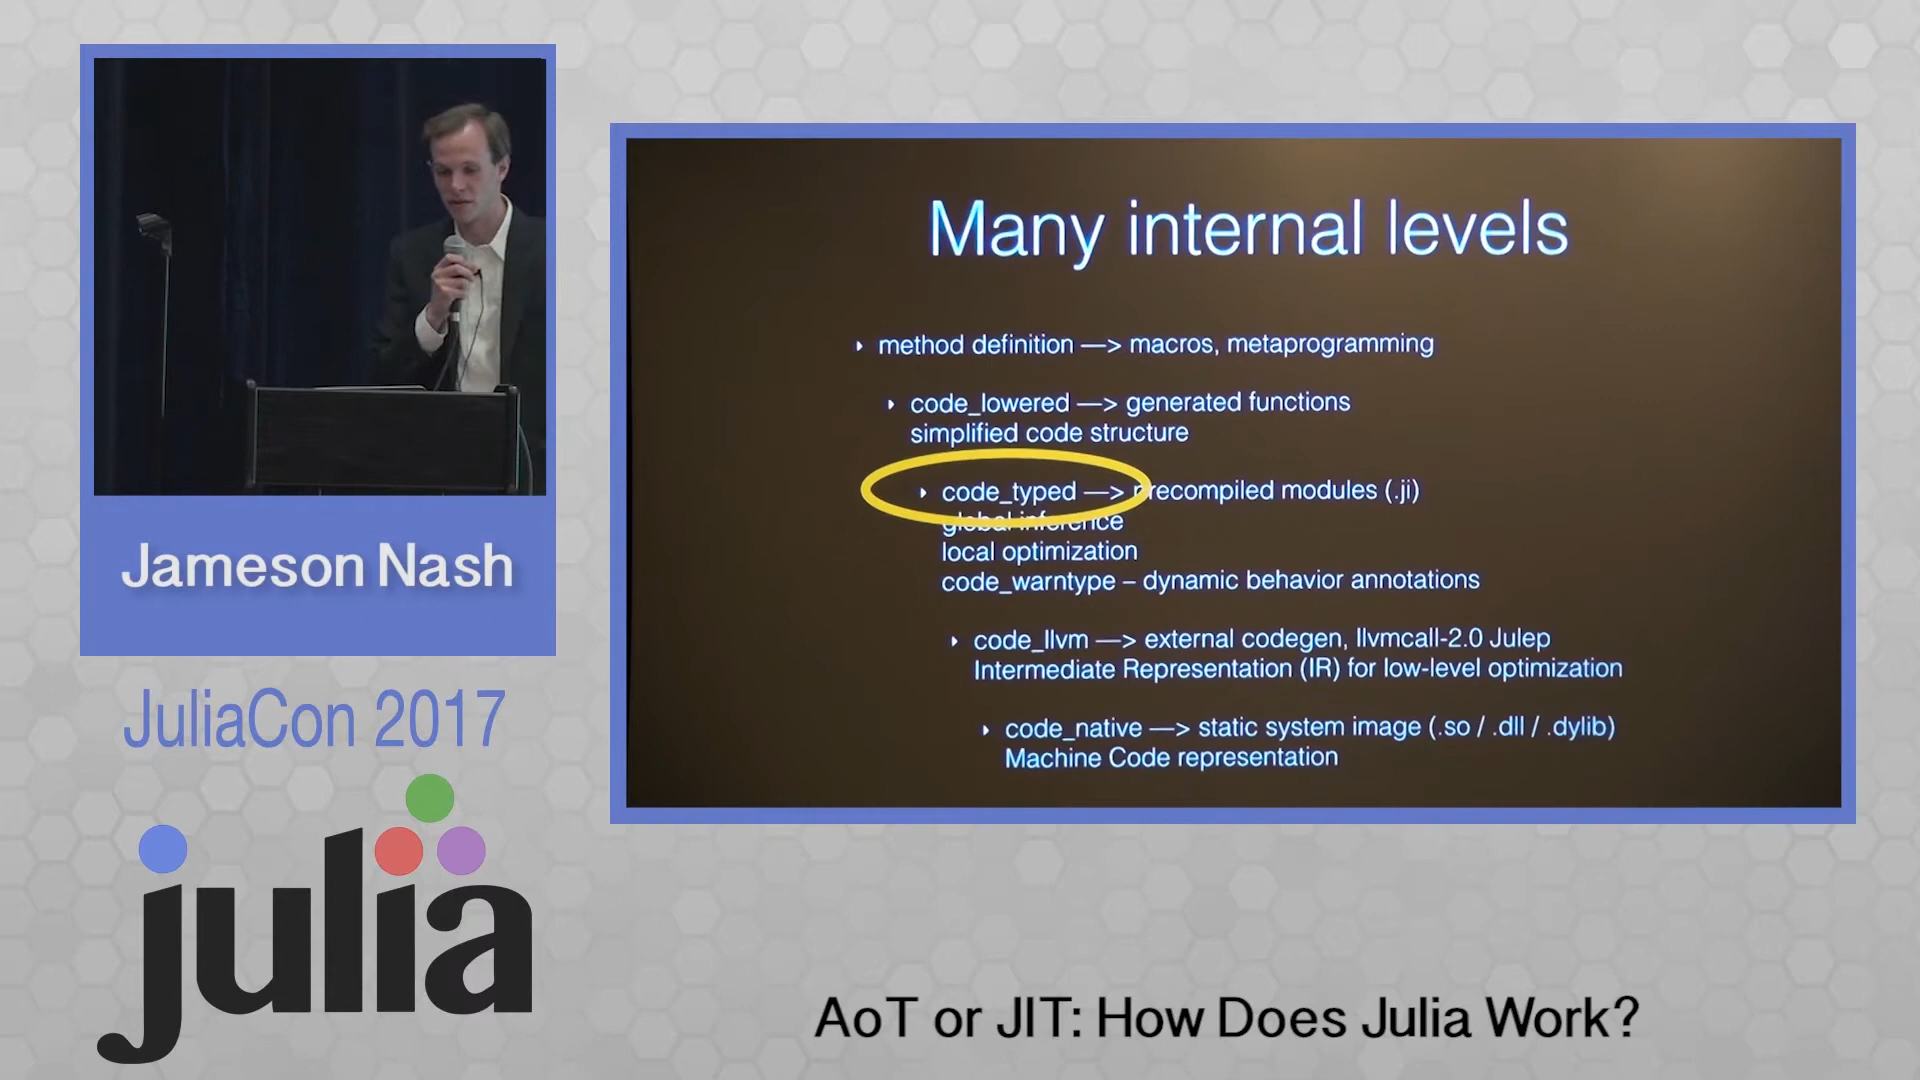 Jameson Nash
JuliaCon 2017
julia
Many internal levels
‣ method definition —> macros, metaprogramming
‣ code_lowered —> generated functions
simplified code structure
‣ code_typed —> precompiled modules (.ji)
global inference
local optimization
code_warntype – dynamic behavior annotations
‣ code_llvm —> external codegen, llvmcall-2.0 Julep
Intermediate Representation (IR) for low-level optimization
‣ code_native —> static system image (.so / .dll / .dylib)
Machine Code representation
AoT or JIT: How Does Julia Work?